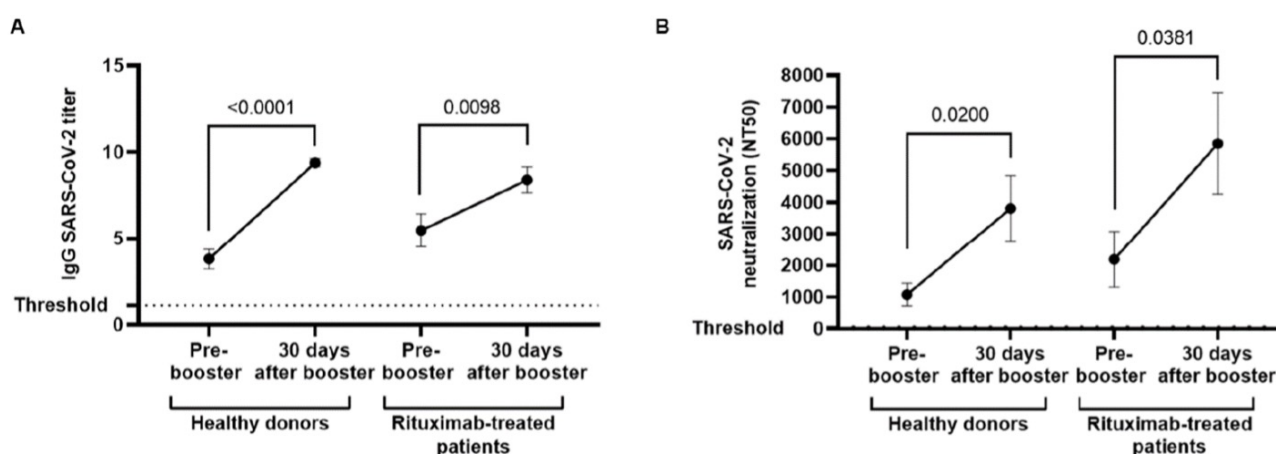 A
IgG SARS-CoV-2 titer
15
10
5
Threshold
0
<0.0001
0.0098
Pre-
booster
30 days
after booster
Pre-
booster
30 days
after booster
Healthy donors
Rituximab-treated
patients
B
SARS-CoV-2
neutralization (NT50)
8000
7000
6000
5000
4000
3000
2000
1000
Threshold
0
0.0200
0.0381
Pre-
booster
30 days
after booster
Pre-
booster
30 days
after booster
Healthy donors
Rituximab-treated
patients